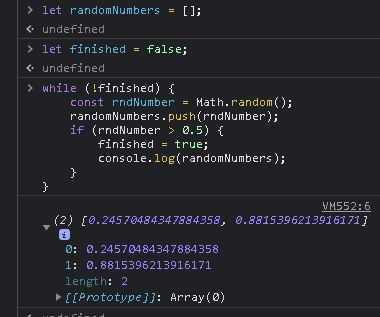 > let randomNumbers = [];
< undefined
> let finished = false;
< undefined
> while (!finished) {
const rndNumber = Math.random();
randomNumbers.push(rndNumber);
if (rndNumber > 0.5) {
finished = true;
console.log(randomNumbers);
}
}
VM552:6
(2) [0.24570484347884358, 0.8815396213916171]
i
0: 0.24570484347884358
1: 0.8815396213916171
length: 2
[[Prototype]]: Array(0)
< undefined